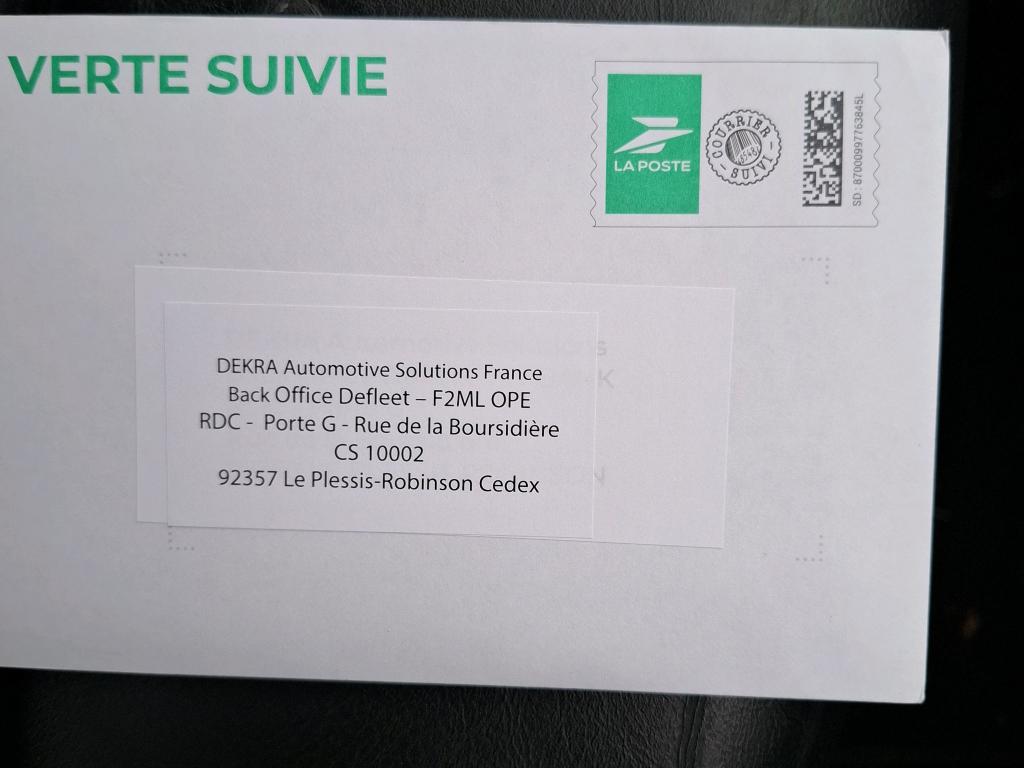 VERTE SUIVIE
LA POSTE
COURRIER
SUIVI
SD : 87000997763845L
DEKRA Automotive Solutions France
Back Office Defleet – F2ML OPE
RDC - Porte G - Rue de la Boursidière
CS 10002
92357 Le Plessis-Robinson Cedex